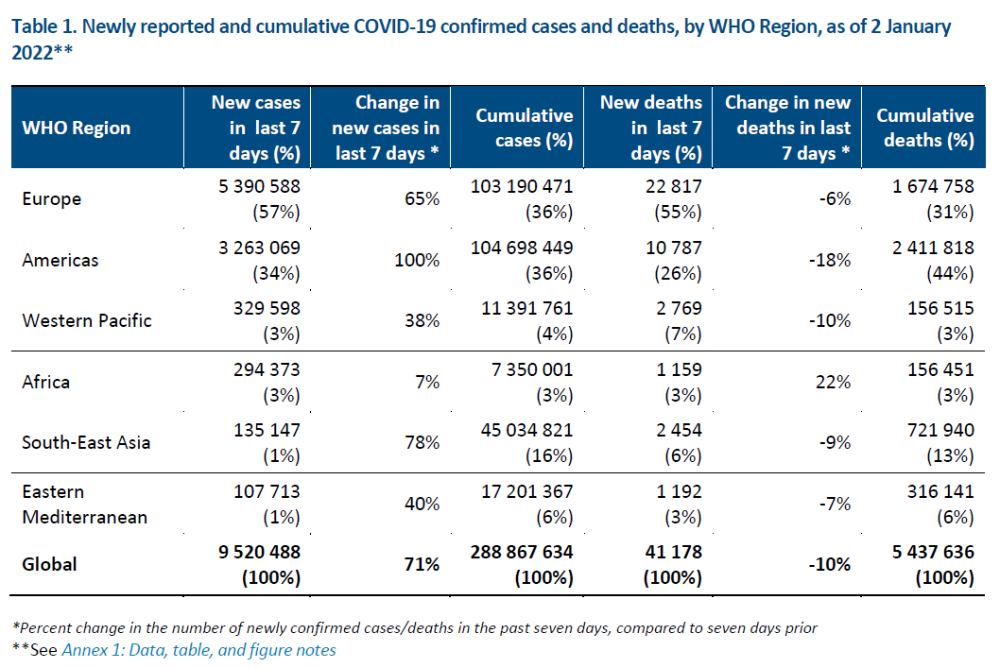 Table 1. Newly reported and cumulative COVID-19 confirmed cases and deaths, by WHO Region, as of 2 January
2022**
WHO Region
New cases
in last 7
days (%)
Change in
new cases in
last 7 days *
Cumulative
cases (%)
New deaths
in last 7
days (%)
Change in new
deaths in last
7 days *
Cumulative
deaths (%)
Europe
5 390 588
(57%)
65%
103 190 471
(36%)
22 817
(55%)
-6%
1 674 758
(31%)
Americas
3 263 069
(34%)
100%
104 698 449
(36%)
10 787
(26%)
-18%
2 411 818
(44%)
Western Pacific
329 598
(3%)
38%
11 391 761
(4%)
2 769
(7%)
-10%
156 515
(3%)
Africa
294 373
(3%)
7%
7 350 001
(3%)
1 159
(3%)
22%
156 451
(3%)
South-East Asia
135 147
(1%)
78%
45 034 821
(16%)
2 454
(6%)
-9%
721 940
(13%)
Eastern
Mediterranean
107 713
(1%)
40%
17 201 367
(6%)
1 192
(3%)
-7%
316 141
(6%)
Global
9 520 488
(100%)
71%
288 867 634
(100%)
41 178
(100%)
-10%
5 437 636
(100%)
*Percent change in the number of newly confirmed cases/deaths in the past seven days, compared to seven days prior
**See Annex 1: Data, table, and figure notes